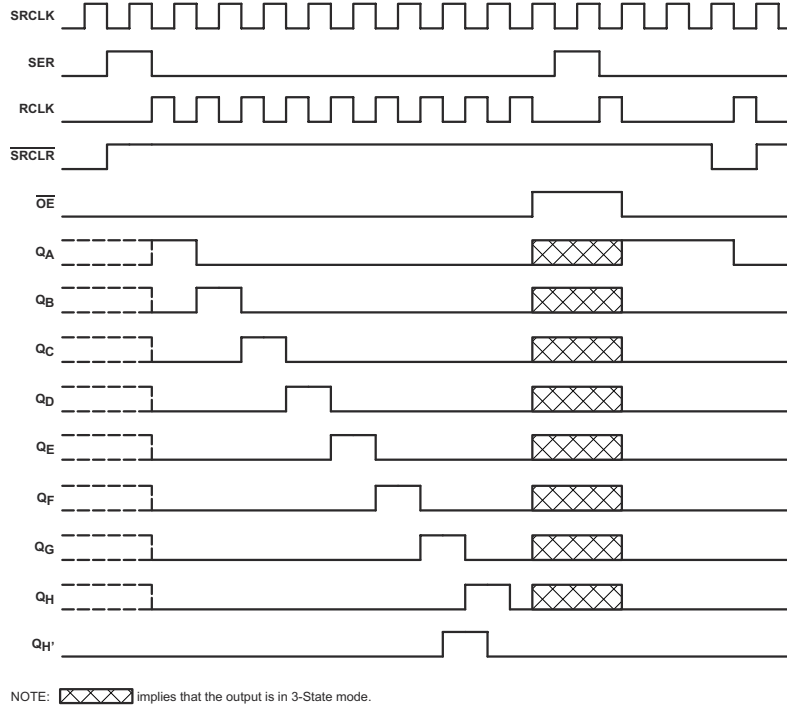 SRCLK
SER
RCLK
SRCLR
OE
QA
QB
QC
QD
QE
QF
QG
QH
QH'
NOTE: implies that the output is in 3-State mode.